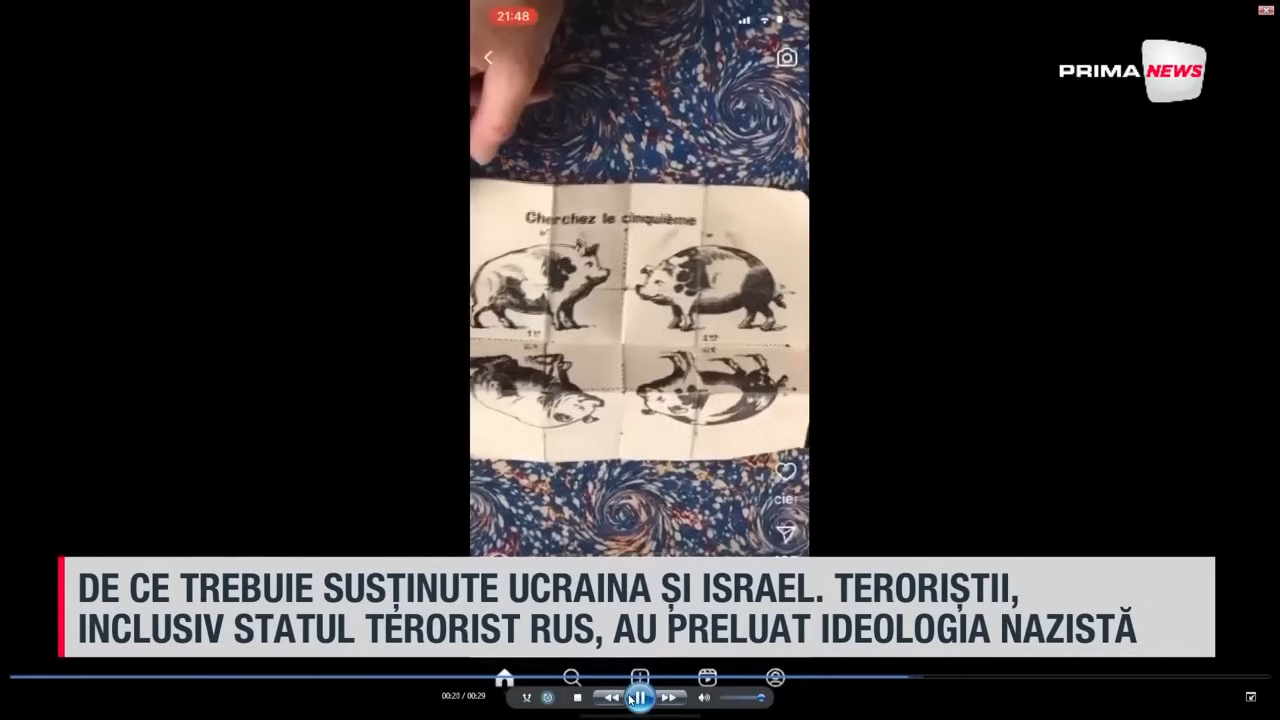 21:48
PRIMA NEWS
Cherchez le cinquième
cie
DE CE TREBUIE SUSȚINUTE UCRAINA ȘI ISRAEL. TERORIȘTII,
INCLUSIV STATUL TERORIST RUS, AU PRELUAT IDEOLOGIA NAZISTĂ
00:20 / 00:29